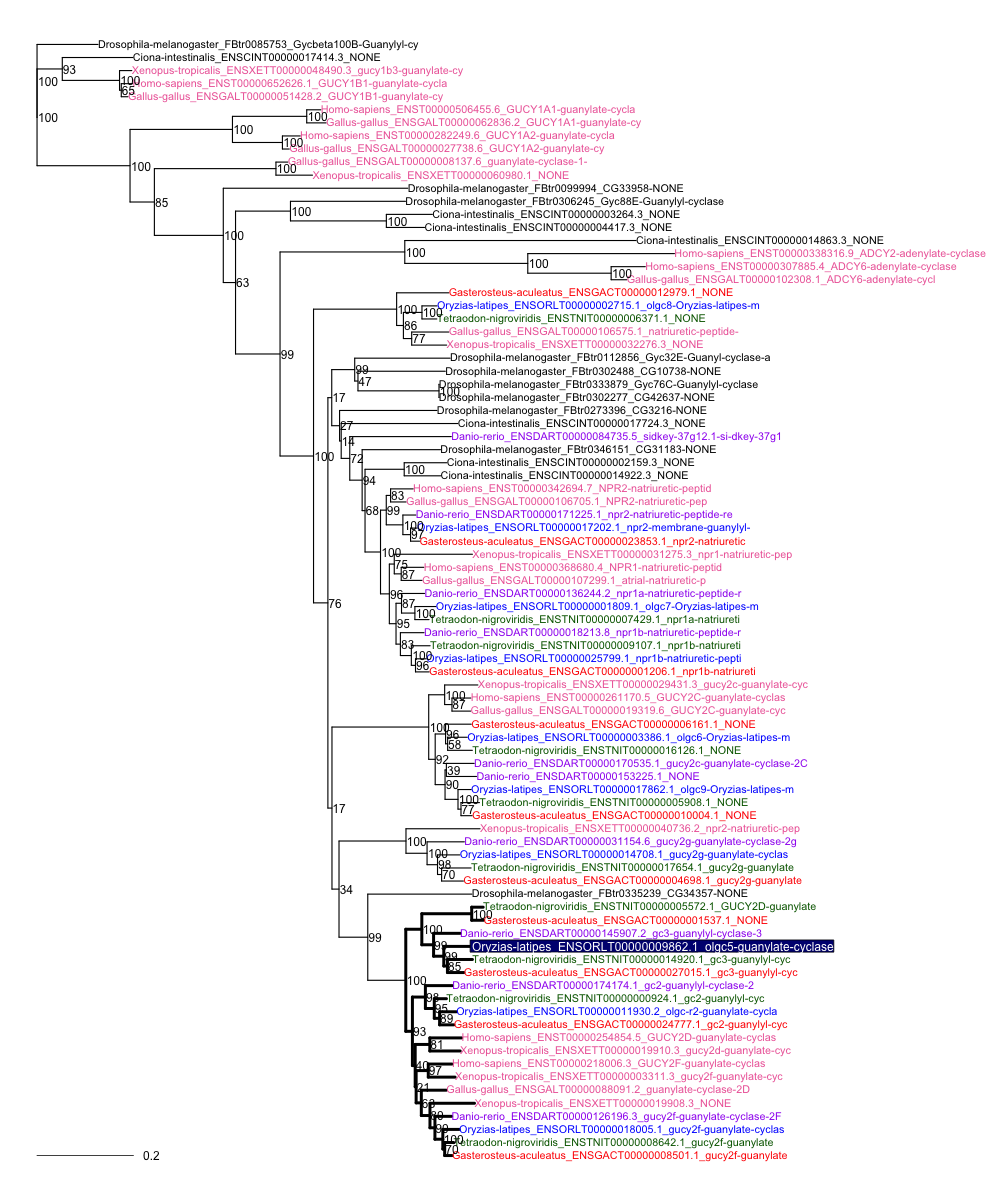 Drosophila-melanogaster_FBtr0085753_Gycbeta100B-Guanylyl-cy
Ciona-intestinalis_ENSCINT00000017414.3_NONE
93
Xenopus-tropicalis_ENSXETT00000048490.3_gucy1b3-guanylate-cy
100
100
Homo-sapiens_ENST00000652626.1_GUCY1B1-guanylate-cycla
65
Gallus-gallus_ENSGALT00000051428.2_GUCY1B1-guanylate-cy
Homo-sapiens_ENST00000506455.6_GUCY1A1-guanylate-cycla
100
100
Gallus-gallus_ENSGALT00000062836.2_GUCY1A1-guanylate-cy
100
Homo-sapiens_ENST00000282249.6_GUCY1A2-guanylate-cycla
100
Gallus-gallus_ENSGALT00000027738.6_GUCY1A2-guanylate-cy
Gallus-gallus_ENSGALT00000008137.6_guanylate-cyclase-1-
100
100
Xenopus-tropicalis_ENSXETT00000060980.1_NONE
Drosophila-melanogaster_FBtr0099994_CG33958-NONE
85
Drosophila-melanogaster_FBtr0306245_Gyc88E-Guanylyl-cyclase
100
Ciona-intestinalis_ENSCINT00000003264.3_NONE
100
Ciona-intestinalis_ENSCINT00000004417.3_NONE
100
Ciona-intestinalis_ENSCINT00000014863.3_NONE
100
Homo-sapiens_ENST00000338316.9_ADCY2-adenylate-cyclase
100
Homo-sapiens_ENST00000307885.4_ADCY6-adenylate-cyclase
100
Gallus-gallus_ENSGALT00000102308.1_ADCY6-adenylate-cycl
63
Gasterosteus-aculeatus_ENSGACT00000012979.1_NONE
Oryzias-latipes_ENSORLT00000002715.1_olgc8-Oryzias-latipes-m
100
100
Tetraodon-nigroviridis_ENSTNIT00000006371.1_NONE
86
Gallus-gallus_ENSGALT00000106575.1_natriuretic-peptide-
77
Xenopus-tropicalis_ENSXETT00000032276.3_NONE
99
Drosophila-melanogaster_FBtr0112856_Gyc32E-Guanyl-cyclase-a
99
Drosophila-melanogaster_FBtr0302488_CG10738-NONE
47
Drosophila-melanogaster_FBtr0333879_Gyc76C-Guanylyl-cyclase
100
Drosophila-melanogaster_FBtr0302277_CG42637-NONE
17
Drosophila-melanogaster_FBtr0273396_CG3216-NONE
27
Ciona-intestinalis_ENSCINT00000017724.3_NONE
14
Danio-rerio_ENSDART00000084735.5_sidkey-37g12.1-si-dkey-37g1
Drosophila-melanogaster_FBtr0346151_CG31183-NONE
100
72
Ciona-intestinalis_ENSCINT00000002159.3_NONE
100
Ciona-intestinalis_ENSCINT00000014922.3_NONE
94
Homo-sapiens_ENST00000342694.7_NPR2-natriuretic-peptid
83
Gallus-gallus_ENSGALT00000106705.1_NPR2-natriuretic-pep
68
99
Danio-rerio_ENSDART00000171225.1_npr2-natriuretic-peptide-re
100
Oryzias-latipes_ENSORLT00000017202.1_npr2-membrane-guanylyl-
97
Gasterosteus-aculeatus_ENSGACT00000023853.1_npr2-natriuretic
100
Xenopus-tropicalis_ENSXETT00000031275.3_npr1-natriuretic-pep
75
Homo-sapiens_ENST00000368680.4_NPR1-natriuretic-peptid
87
Gallus-gallus_ENSGALT00000107299.1_atrial-natriuretic-p
96
Danio-rerio_ENSDART00000136244.2_npr1a-natriuretic-peptide-r
76
87
Oryzias-latipes_ENSORLT00000001809.1_olgc7-Oryzias-latipes-m
100
Tetraodon-nigroviridis_ENSTNIT00000007429.1_npr1a-natriureti
95
Danio-rerio_ENSDART00000018213.8_npr1b-natriuretic-peptide-r
83
Tetraodon-nigroviridis_ENSTNIT00000009107.1_npr1b-natriureti
100
Oryzias-latipes_ENSORLT00000025799.1_npr1b-natriuretic-pepti
96
Gasterosteus-aculeatus_ENSGACT00000001206.1_npr1b-natriureti
Xenopus-tropicalis_ENSXETT00000029431.3_gucy2c-guanylate-cyc
100
Homo-sapiens_ENST00000261170.5_GUCY2C-guanylate-cyclas
87
Gallus-gallus_ENSGALT00000019319.6_GUCY2C-guanylate-cyc
100
Gasterosteus-aculeatus_ENSGACT00000006161.1_NONE
96
Oryzias-latipes_ENSORLT00000003386.1_olgc6-Oryzias-latipes-m
58
Tetraodon-nigroviridis_ENSTNIT00000016126.1_NONE
92
Danio-rerio_ENSDART00000170535.1_gucy2c-guanylate-cyclase-2C
39
Danio-rerio_ENSDART00000153225.1_NONE
90
Oryzias-latipes_ENSORLT00000017862.1_olgc9-Oryzias-latipes-m
100
Tetraodon-nigroviridis_ENSTNIT00000005908.1_NONE
77
Gasterosteus-aculeatus_ENSGACT00000010004.1_NONE
17
Xenopus-tropicalis_ENSXETT00000040736.2_npr2-natriuretic-pep
100
Danio-rerio_ENSDART00000031154.6_gucy2g-guanylate-cyclase-2g
100
Oryzias-latipes_ENSORLT00000014708.1_gucy2g-guanylate-cyclas
98
Tetraodon-nigroviridis_ENSTNIT00000017654.1_gucy2g-guanylate
70
Gasterosteus-aculeatus_ENSGACT00000004698.1_gucy2g-guanylate
34
Drosophila-melanogaster_FBtr0335239_CG34357-NONE
Tetraodon-nigroviridis_ENSTNIT00000005572.1_GUCY2D-guanylate
100
Gasterosteus-aculeatus_ENSGACT00000001537.1_NONE
100
Danio-rerio_ENSDART00000145907.2_gc3-guanylyl-cyclase-3
99
99
Oryzias-latipes_ENSORLT00000009862.1_olgc5-guanylate-cyclase
99
Tetraodon-nigroviridis_ENSTNIT00000014920.1_gc3-guanylyl-cyc
85
Gasterosteus-aculeatus_ENSGACT00000027015.1_gc3-guanylyl-cyc
100
Danio-rerio_ENSDART00000174174.1_gc2-guanylyl-cyclase-2
93
Tetraodon-nigroviridis_ENSTNIT00000000924.1_gc2-guanylyl-cyc
95
Oryzias-latipes_ENSORLT00000011930.2_olgc-r2-guanylate-cycla
89
Gasterosteus-aculeatus_ENSGACT00000024777.1_gc2-guanylyl-cyc
93
Homo-sapiens_ENST00000254854.5_GUCY2D-guanylate-cyclas
81
Xenopus-tropicalis_ENSXETT00000019910.3_gucy2d-guanylate-cyc
40
Homo-sapiens_ENST00000218006.3_GUCY2F-guanylate-cyclas
97
Xenopus-tropicalis_ENSXETT00000003311.3_gucy2f-guanylate-cyc
21
Gallus-gallus_ENSGALT00000088091.2_guanylate-cyclase-2D
Xenopus-tropicalis_ENSXETT00000019908.3_NONE
Danio-rerio_ENSDART00000126196.3_gucy2f-guanylate-cyclase-2F
Oryzias-latipes_ENSORLT00000018005.1_gucy2f-guanylate-cyclas
100
Tetraodon-nigroviridis_ENSTNIT00000008642.1_gucy2f-guanylate
70
Gasterosteus-aculeatus_ENSGACT00000008501.1_gucy2f-guanylate
0.2